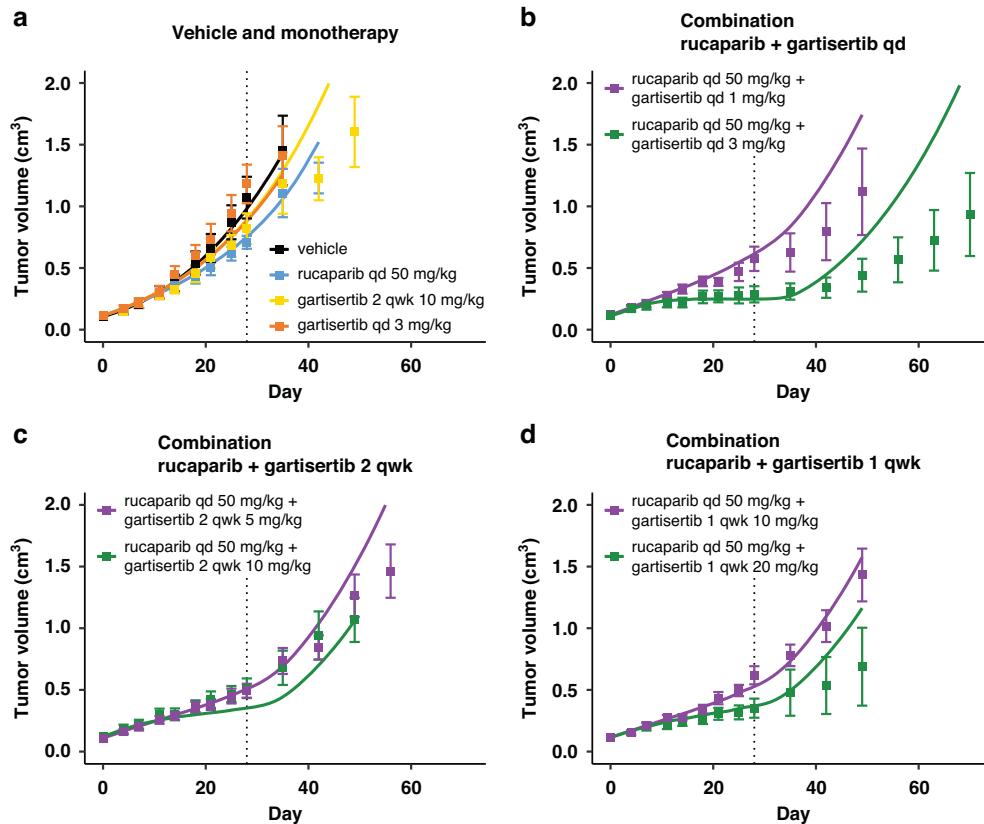 a
Vehicle and monotherapy
Tumor volume (cm³)
2.0
1.5
1.0
0.5
0.0
vehicle
rucaparib qd 50 mg/kg
gartisertib 2 qwk 10 mg/kg
gartisertib qd 3 mg/kg
0
20
40
60
Day
b
Combination
rucaparib + gartisertib qd
Tumor volume (cm³)
2.0
1.5
1.0
0.5
0.0
rucaparib qd 50 mg/kg +
gartisertib qd 1 mg/kg
rucaparib qd 50 mg/kg +
gartisertib qd 3 mg/kg
0
20
40
60
Day
c
Combination
rucaparib + gartisertib 2 qwk
Tumor volume (cm³)
2.0
1.5
1.0
0.5
0.0
rucaparib qd 50 mg/kg +
gartisertib 2 qwk 5 mg/kg
rucaparib qd 50 mg/kg +
gartisertib 2 qwk 10 mg/kg
0
20
40
60
Day
d
Combination
rucaparib + gartisertib 1 qwk
Tumor volume (cm³)
2.0
1.5
1.0
0.5
0.0
rucaparib qd 50 mg/kg +
gartisertib 1 qwk 10 mg/kg
rucaparib qd 50 mg/kg +
gartisertib 1 qwk 20 mg/kg
0
20
40
60
Day